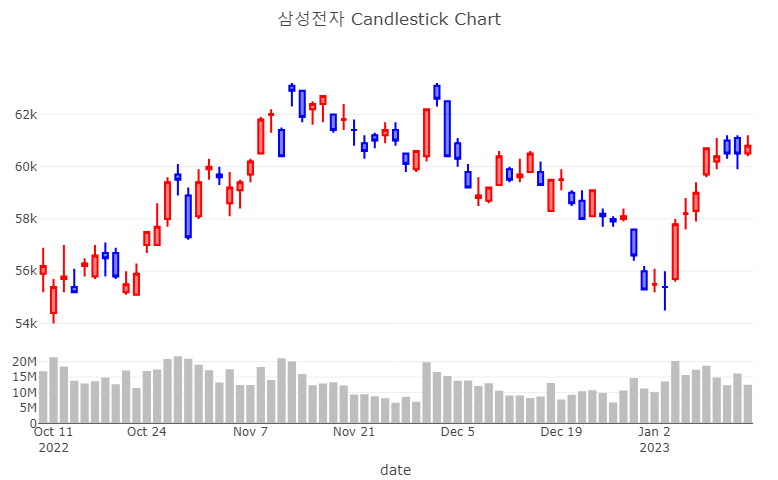 삼성전자 Candlestick Chart
62k
60k
58k
56k
54k
20M
15M
10M
5M
0
Oct 11 Oct 24 Nov 7 Nov 21 Dec 5 Dec 19 Jan 2
2022 2023
date